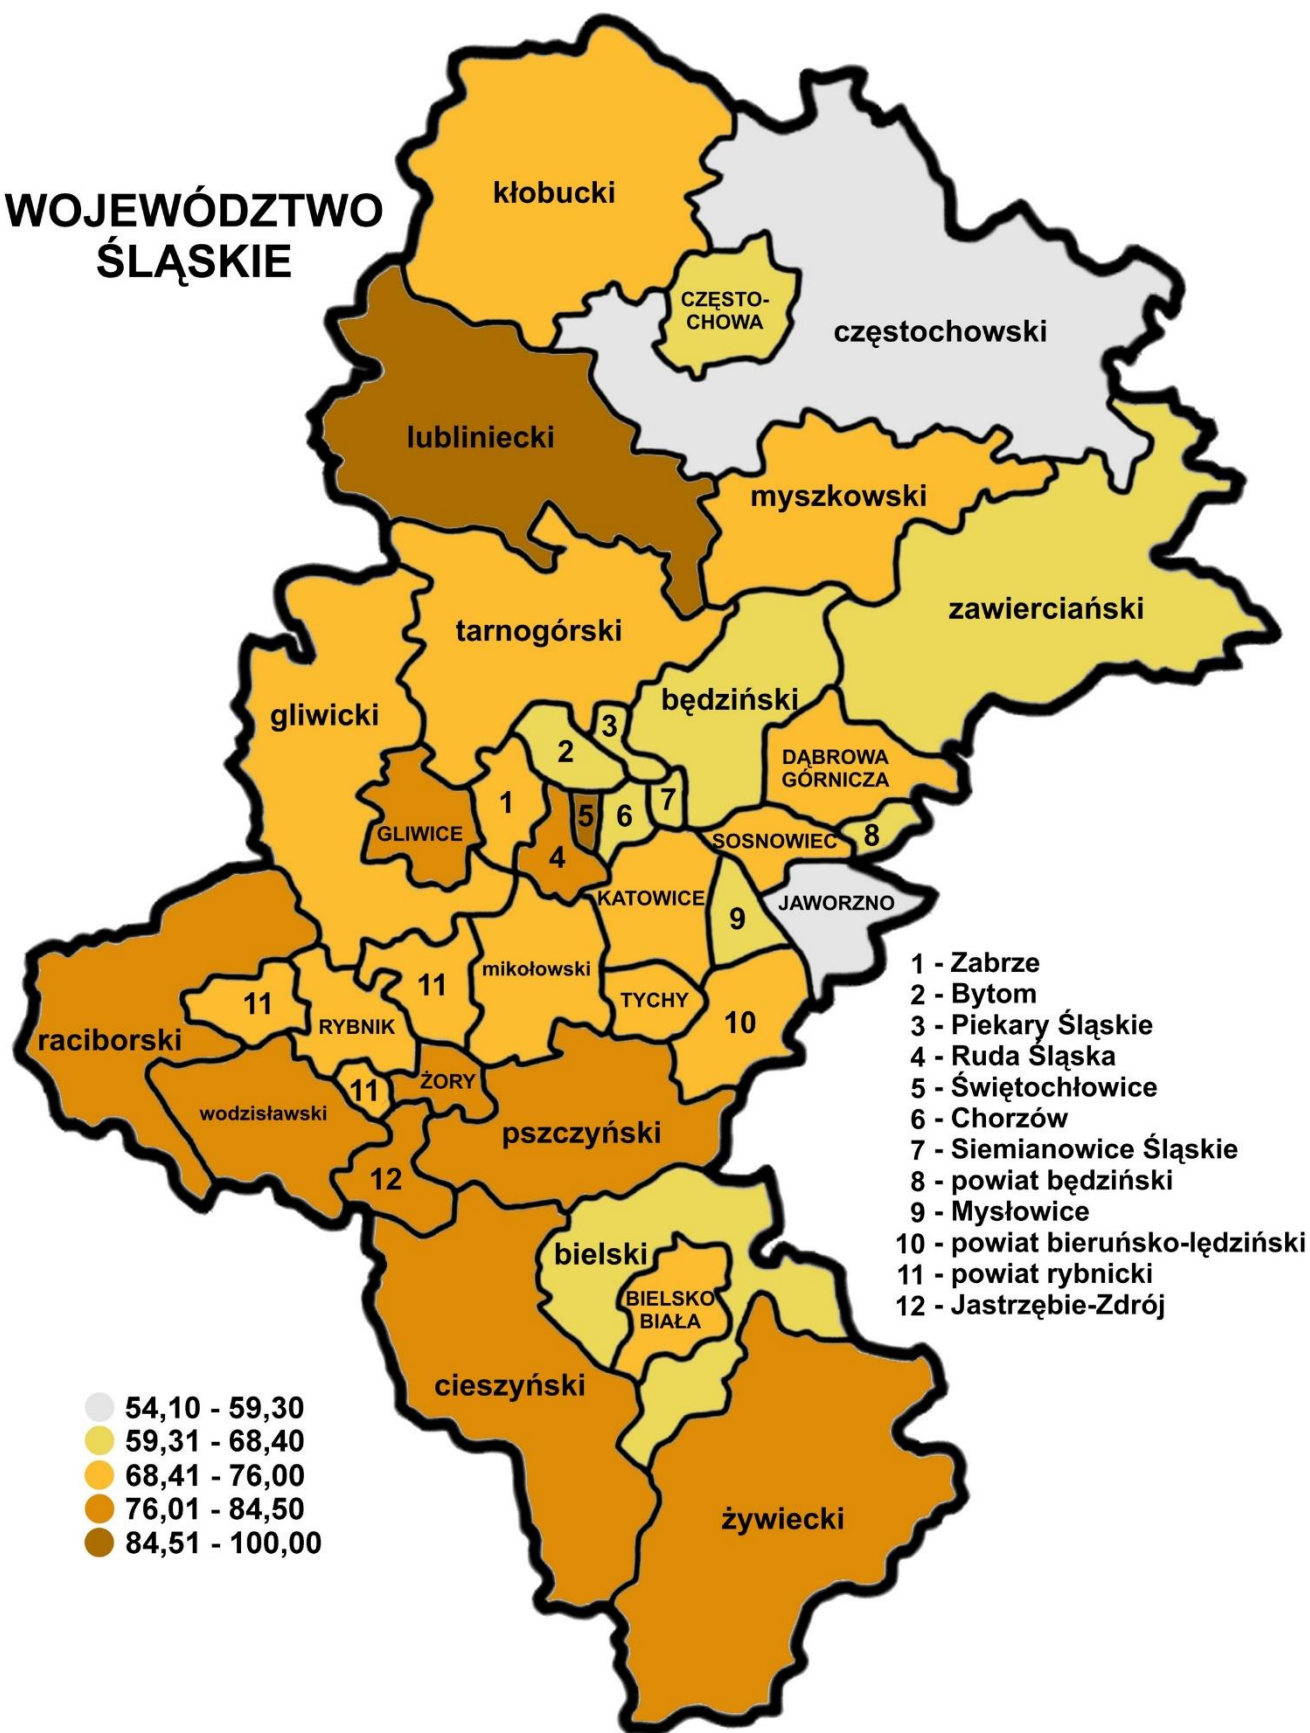 WOJEWÓDZTWO
ŚLĄSKIE
kłobucki
CZĘSTO-
CHOWA
częstochowski
lubliniecki
myszkowski
zawierciański
tarnogórski
gliwicki
będziński
3
2
DĄBROWA
GÓRNICZA
1
7
5
6
GLIWICE
8
SOSNOWIEC
4
KATOWICE
JAWORZNO
9
mikołowski
11
11
TYCHY
RYBNIK
10
raciborski
ŻORY
11
wodzisławski
pszczyński
12
bielski
BIELSKO
BIAŁA
cieszyński
żywiecki
1 - Zabrze
2 - Bytom
3 - Piekary Śląskie
4 - Ruda Śląska
5 - Świętochłowice
6 - Chorzów
7 - Siemianowice Śląskie
8 - powiat będziński
9 - Mysłowice
10 - powiat bieruńsko-lędziński
11 - powiat rybnicki
12 - Jastrzębie-Zdrój
54,10 - 59,30
59,31 - 68,40
68,41 - 76,00
76,01 - 84,50
84,51 - 100,00